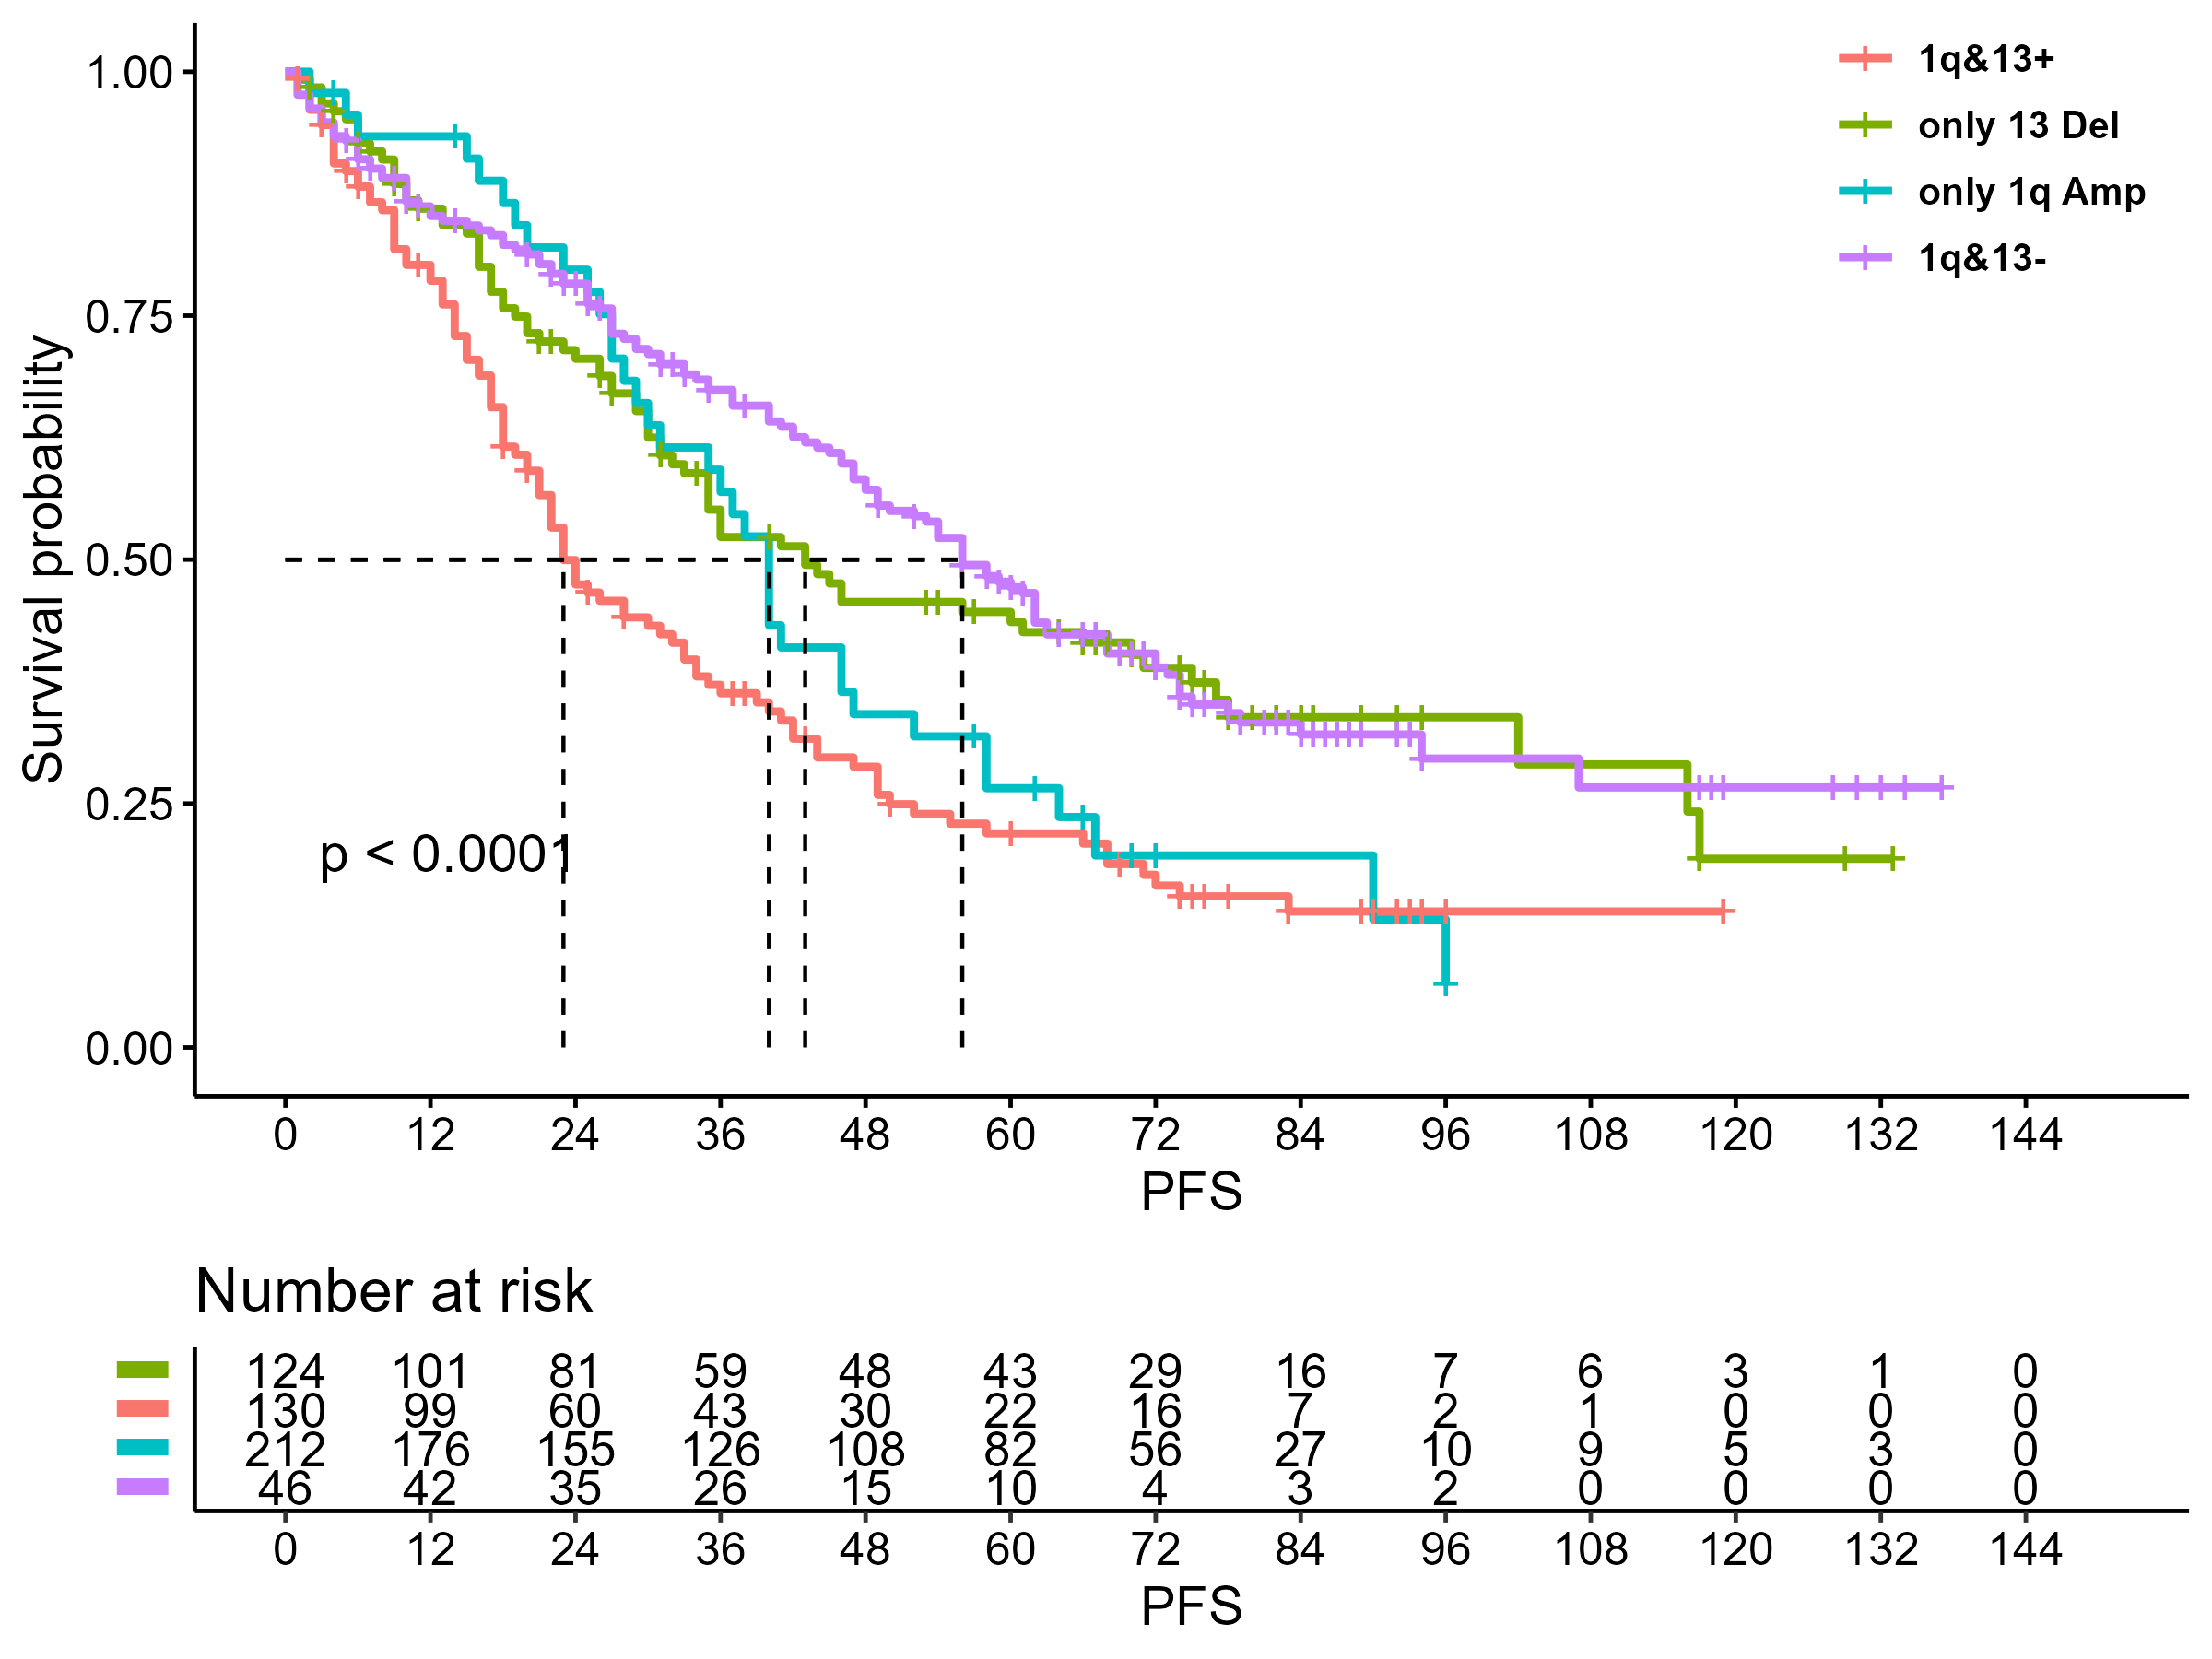 1q&13+
only 13 Del
only 1q Amp
1q&13-
Survival probability
1.00
0.75
0.50
0.25
0.00
p < 0.0001
0 12 24 36 48 60 72 84 96 108 120 132 144
PFS
Number at risk
124 101 81 59 48 43 29 16 7 6 3 1 0
130 99 60 43 30 22 16 7 2 1 0 0 0
212 176 155 126 108 82 56 27 10 9 5 3 0
46 42 35 26 15 10 4 3 2 0 0 0 0
0 12 24 36 48 60 72 84 96 108 120 132 144
PFS